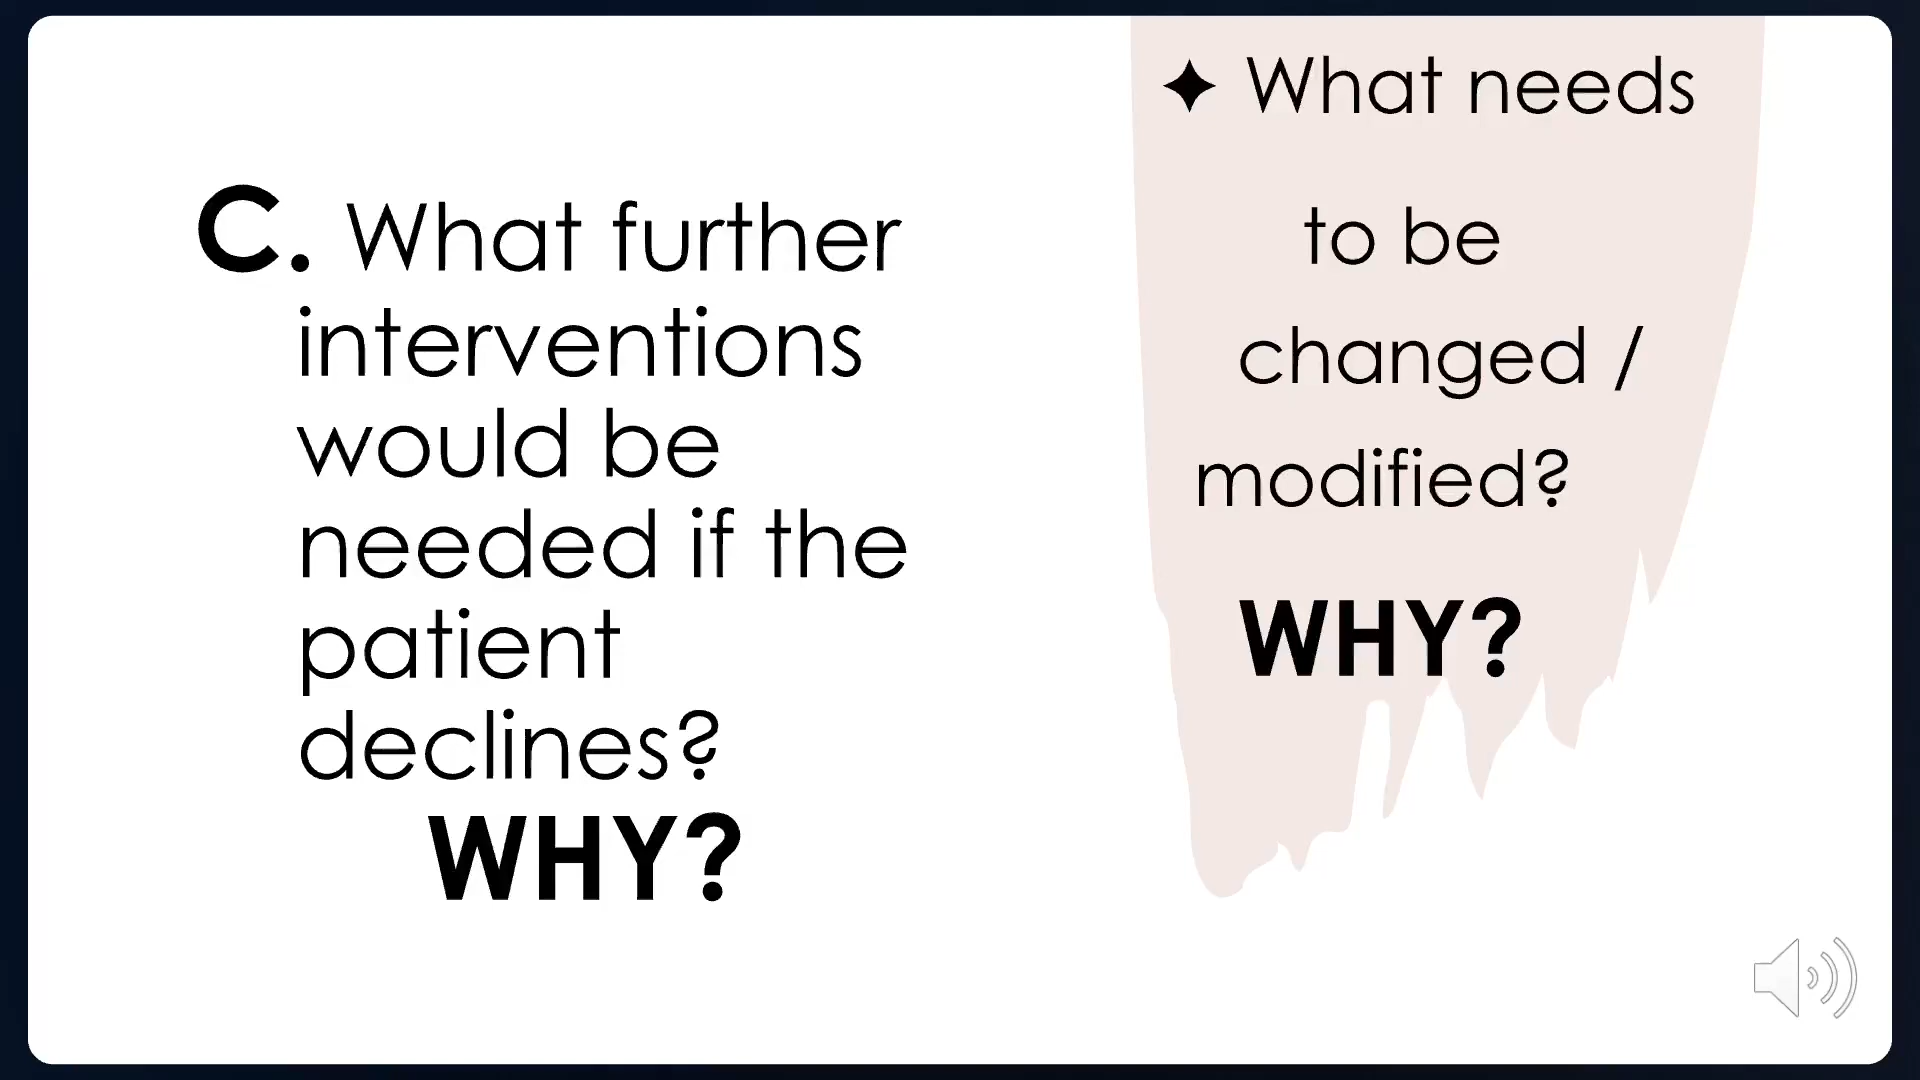 C. What further
interventions
would be
needed if the
patient
declines?
WHY?
✦ What needs
to be
changed /
modified?
WHY?